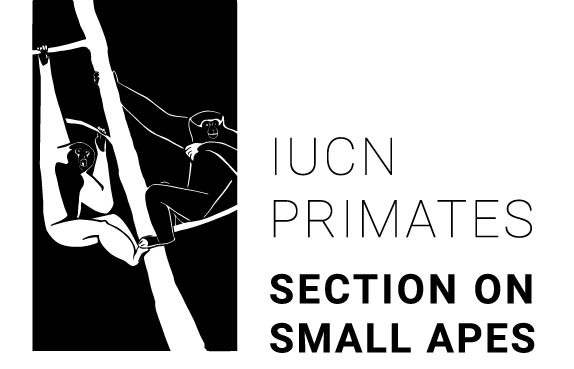 IUCN
PRIMATES
SECTION ON
SMALL APES